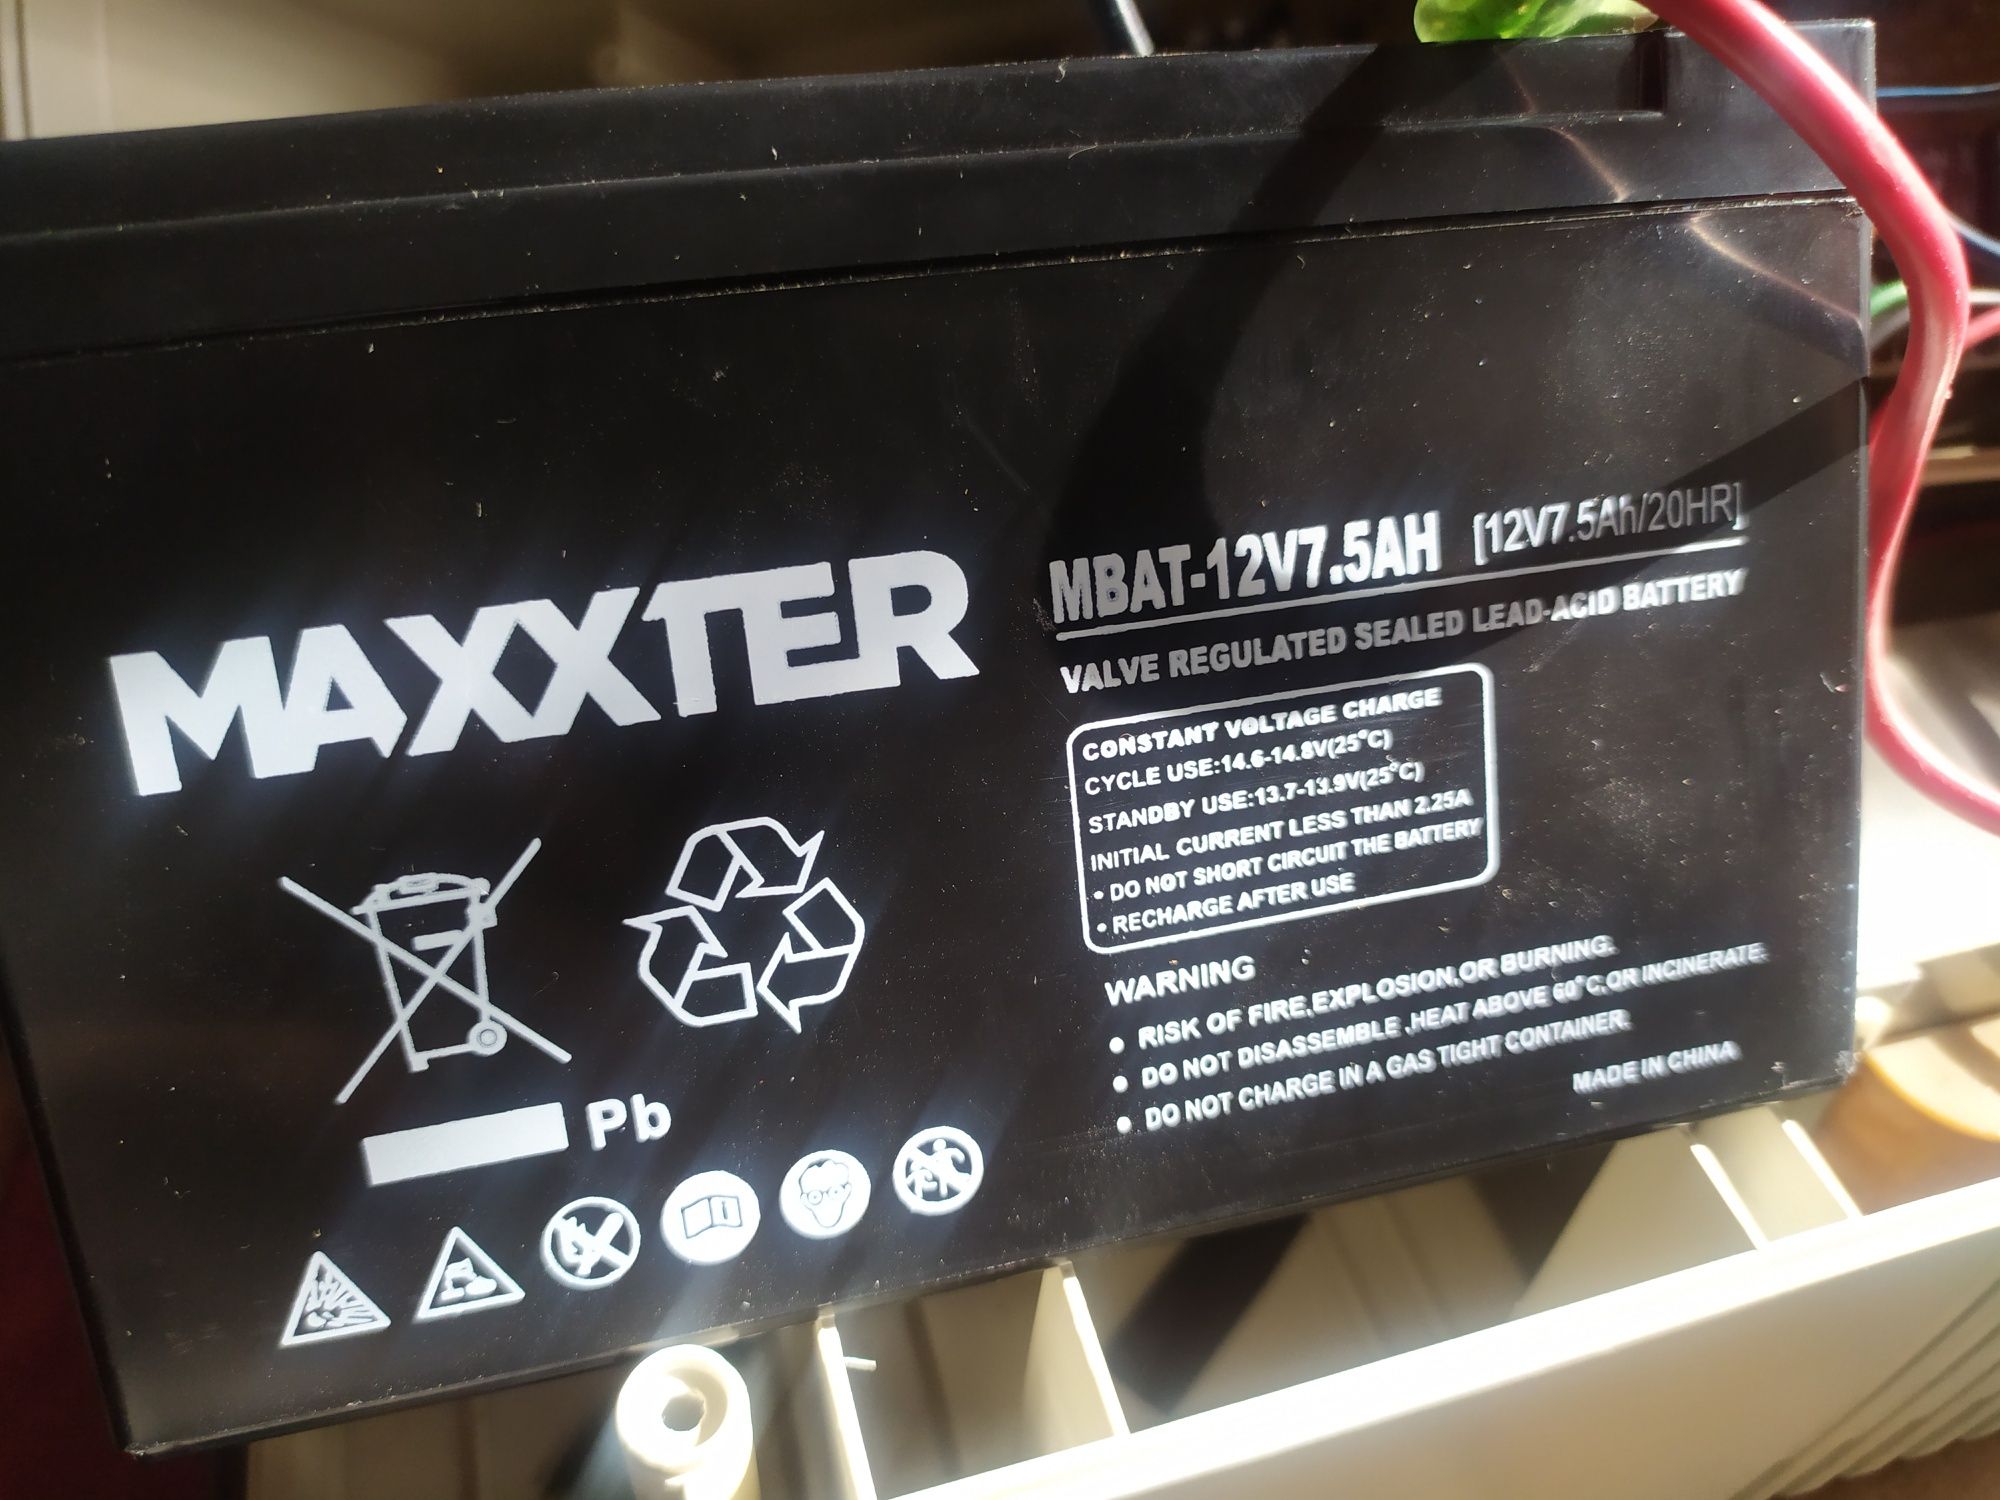 MAXXTER
Pb
MBAT-12V7.5AH [12V7.5Ah/20HR]
VALVE REGULATED SEALED LEAD-ACID BATTERY
CONSTANT VOLTAGE CHARGE
CYCLE USE:14.6-14.8V(25°C)
STANDBY USE:13.7-13.9V(25°C)
INITIAL CURRENT LESS THAN 2.25A
• DO NOT SHORT CIRCUIT THE BATTERY
• RECHARGE AFTER USE
WARNING
• RISK OF FIRE,EXPLOSION,OR BURNING.
• DO NOT DISASSEMBLE ,HEAT ABOVE 60°C,OR INCINERATE.
• DO NOT CHARGE IN A GAS TIGHT CONTAINER.
MADE IN CHINA